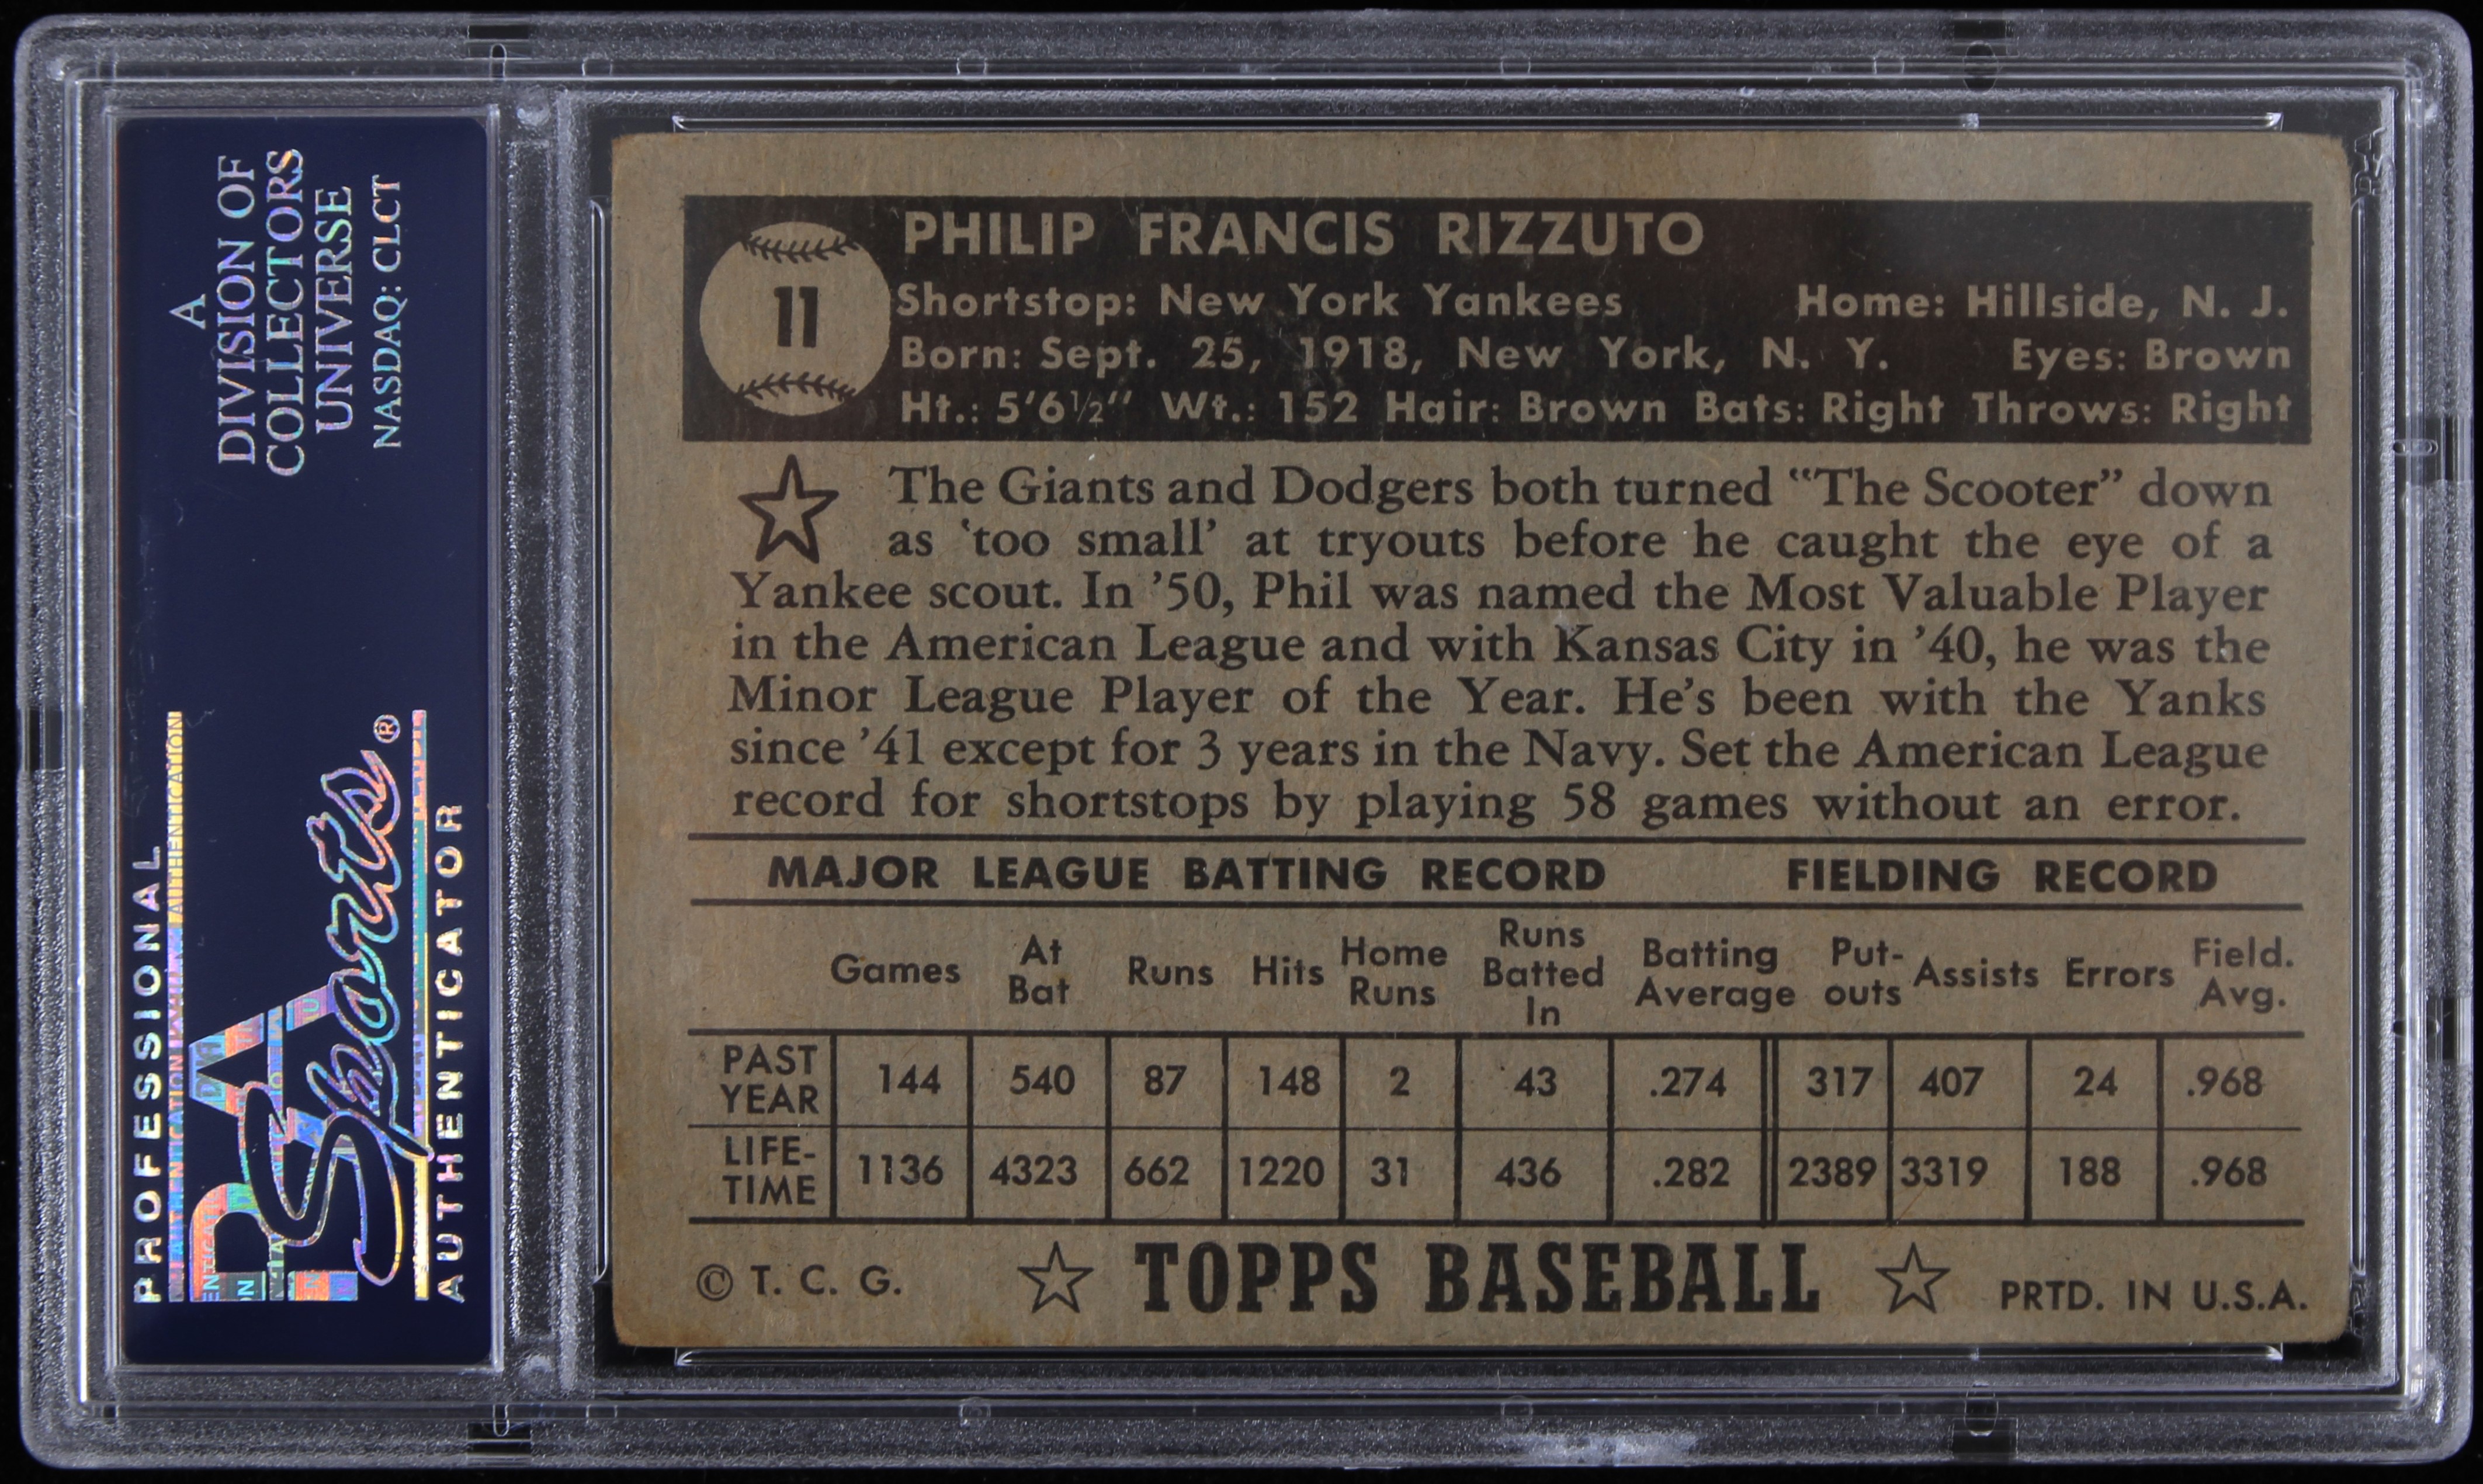 A
DIVISION OF
COLLECTORS
UNIVERSE
NASDAQ: CLCT
PROFESSIONAL
PSA
Sports®
AUTHENTICATOR
11
PHILIP FRANCIS RIZZUTO
Shortstop: New York Yankees Home: Hillside, N. J.
Born: Sept. 25, 1918, New York, N. Y. Eyes: Brown
Ht.: 5'6½" Wt.: 152 Hair: Brown Bats: Right Throws: Right
The Giants and Dodgers both turned “The Scooter” down
as ‘too small’ at tryouts before he caught the eye of a
Yankee scout. In ’50, Phil was named the Most Valuable Player
in the American League and with Kansas City in ’40, he was the
Minor League Player of the Year. He’s been with the Yanks
since ’41 except for 3 years in the Navy. Set the American League
record for shortstops by playing 58 games without an error.
MAJOR LEAGUE BATTING RECORD FIELDING RECORD
Games At Bat Runs Hits Home Runs Runs Batted In Batting Average Put-outs Assists Errors Field. Avg.
PAST YEAR 144 540 87 148 2 43 .274 317 407 24 .968
LIFE-TIME 1136 4323 662 1220 31 436 .282 2389 3319 188 .968
© T. C. G. TOPPS BASEBALL PRTD. IN U.S.A.